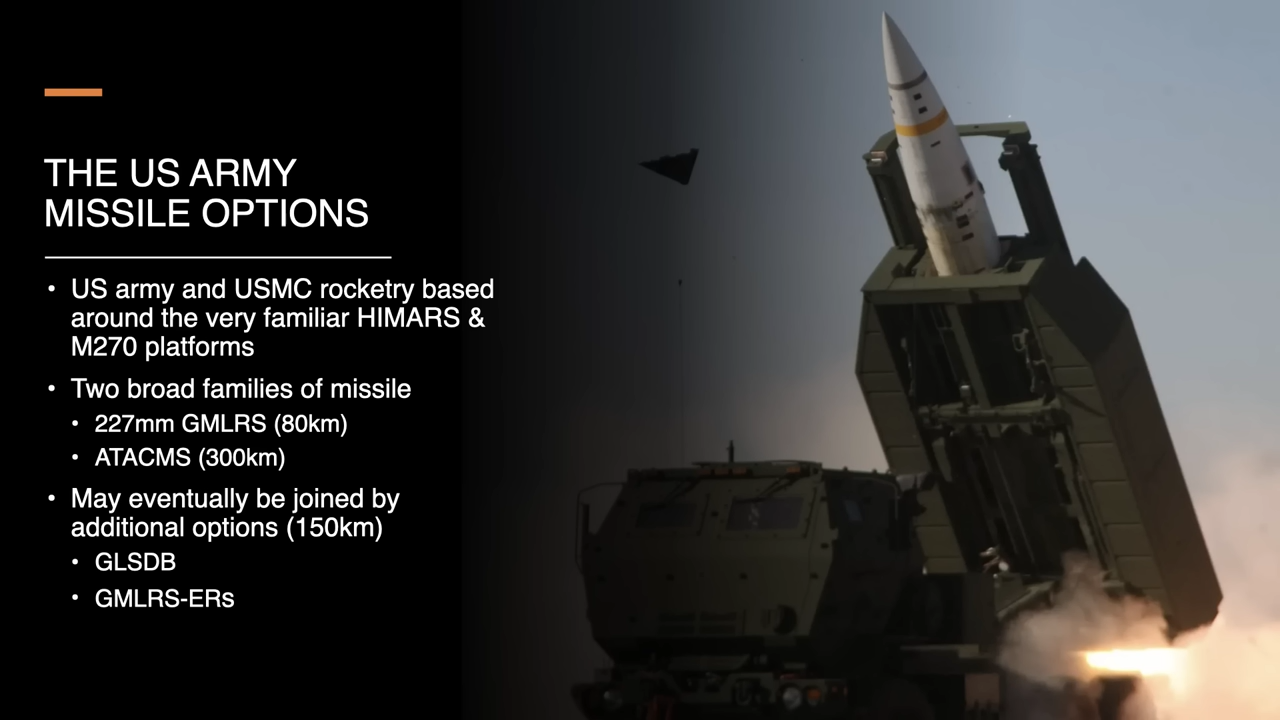 THE US ARMY
MISSILE OPTIONS
• US army and USMC rocketry based
around the very familiar HIMARS &
M270 platforms
• Two broad families of missile
• 227mm GMLRS (80km)
• ATACMS (300km)
• May eventually be joined by
additional options (150km)
• GLSDB
• GMLRS-ERs